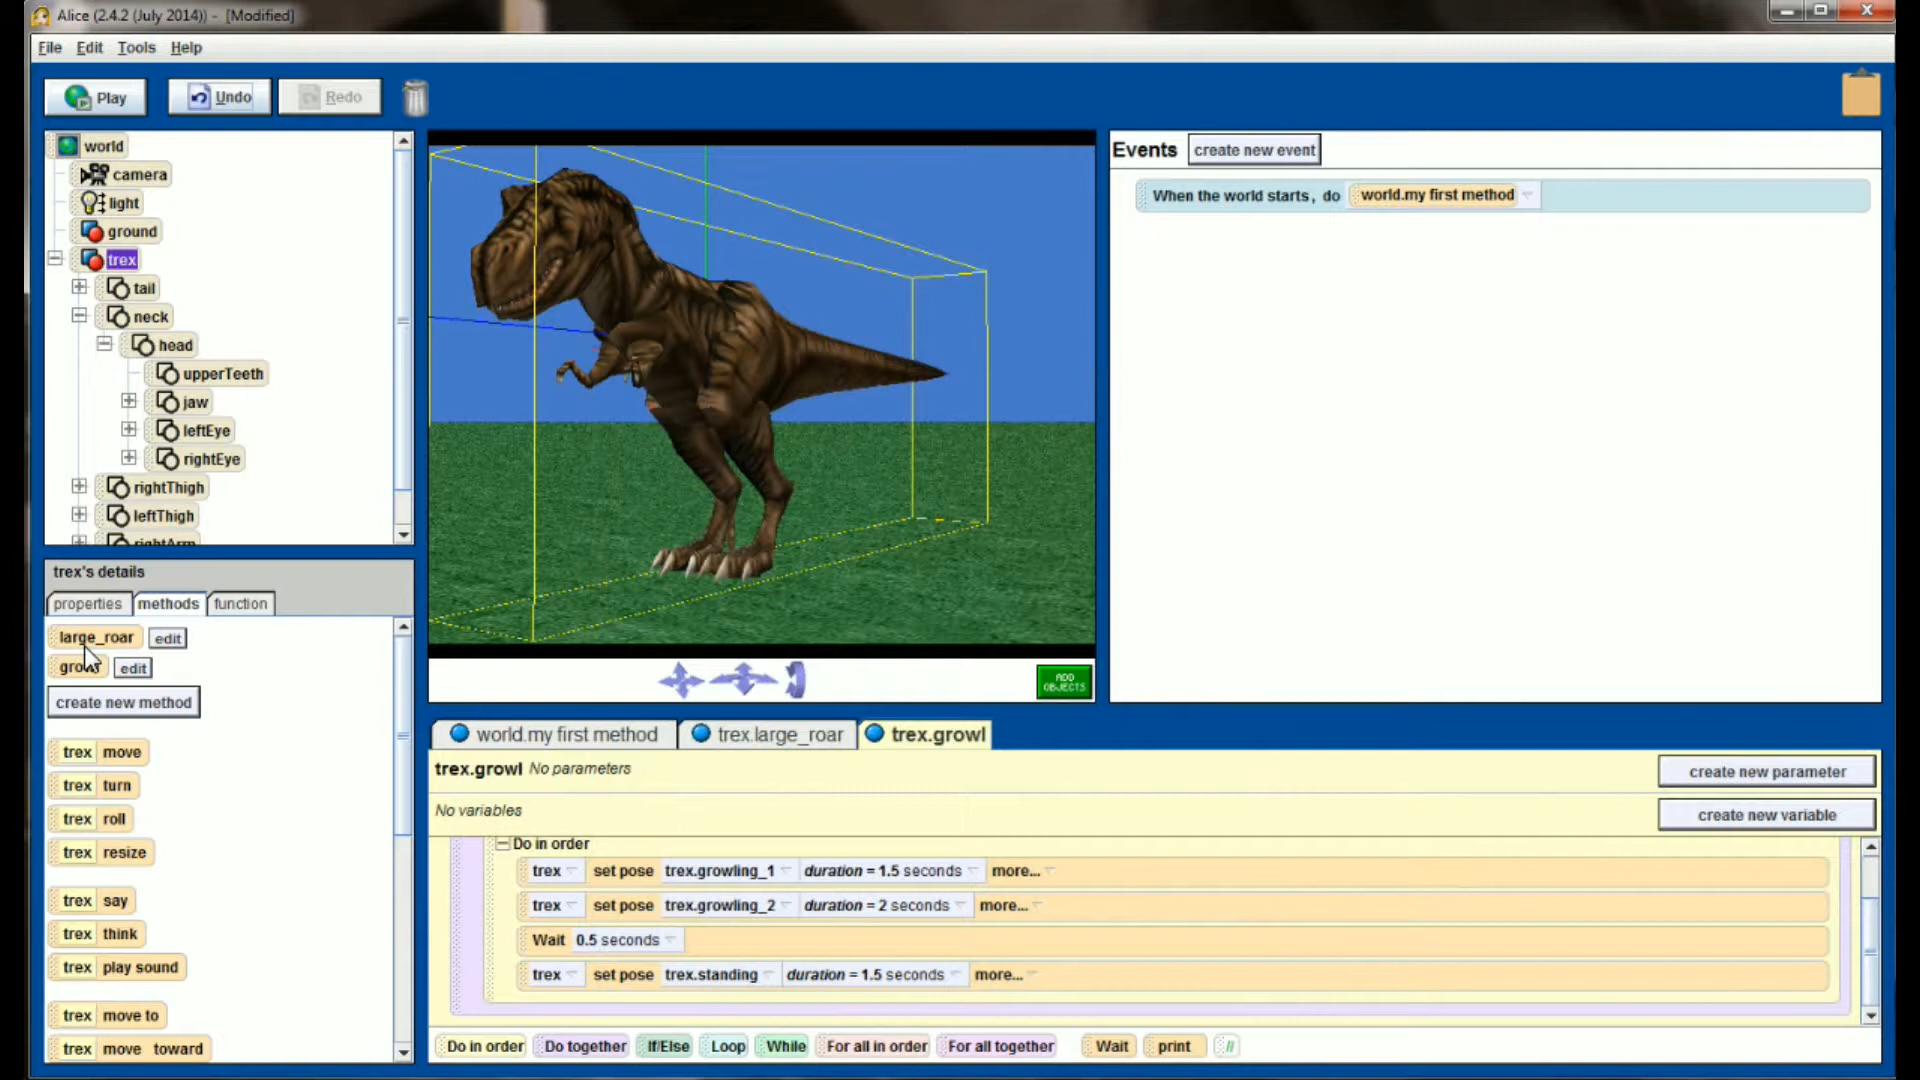 Alice (2.4.2 (July 2014)) - [Modified]
File Edit Tools Help
Play Undo Redo
world
camera
light
ground
trex
tail
neck
head
upperTeeth
jaw
leftEye
rightEye
rightThigh
leftThigh
rightArm
trex's details
properties methods function
large_roar edit
edit
create new method
trex move
trex turn
trex roll
trex resize
trex say
trex think
trex play sound
trex move to
trex move toward
ADD
OBJECTS
Events create new event
When the world starts, do world.my first method
world.my first method trex.large_roar trex.growl
trex.growl No parameters create new parameter
No variables create new variable
Do in order
trex set pose trex.growling_1 duration = 1.5 seconds more...
trex set pose trex.growling_2 duration = 2 seconds more...
Wait 0.5 seconds
trex set pose trex.standing duration = 1.5 seconds more...
Do in order Do together If/Else Loop While For all in order For all together Wait print //